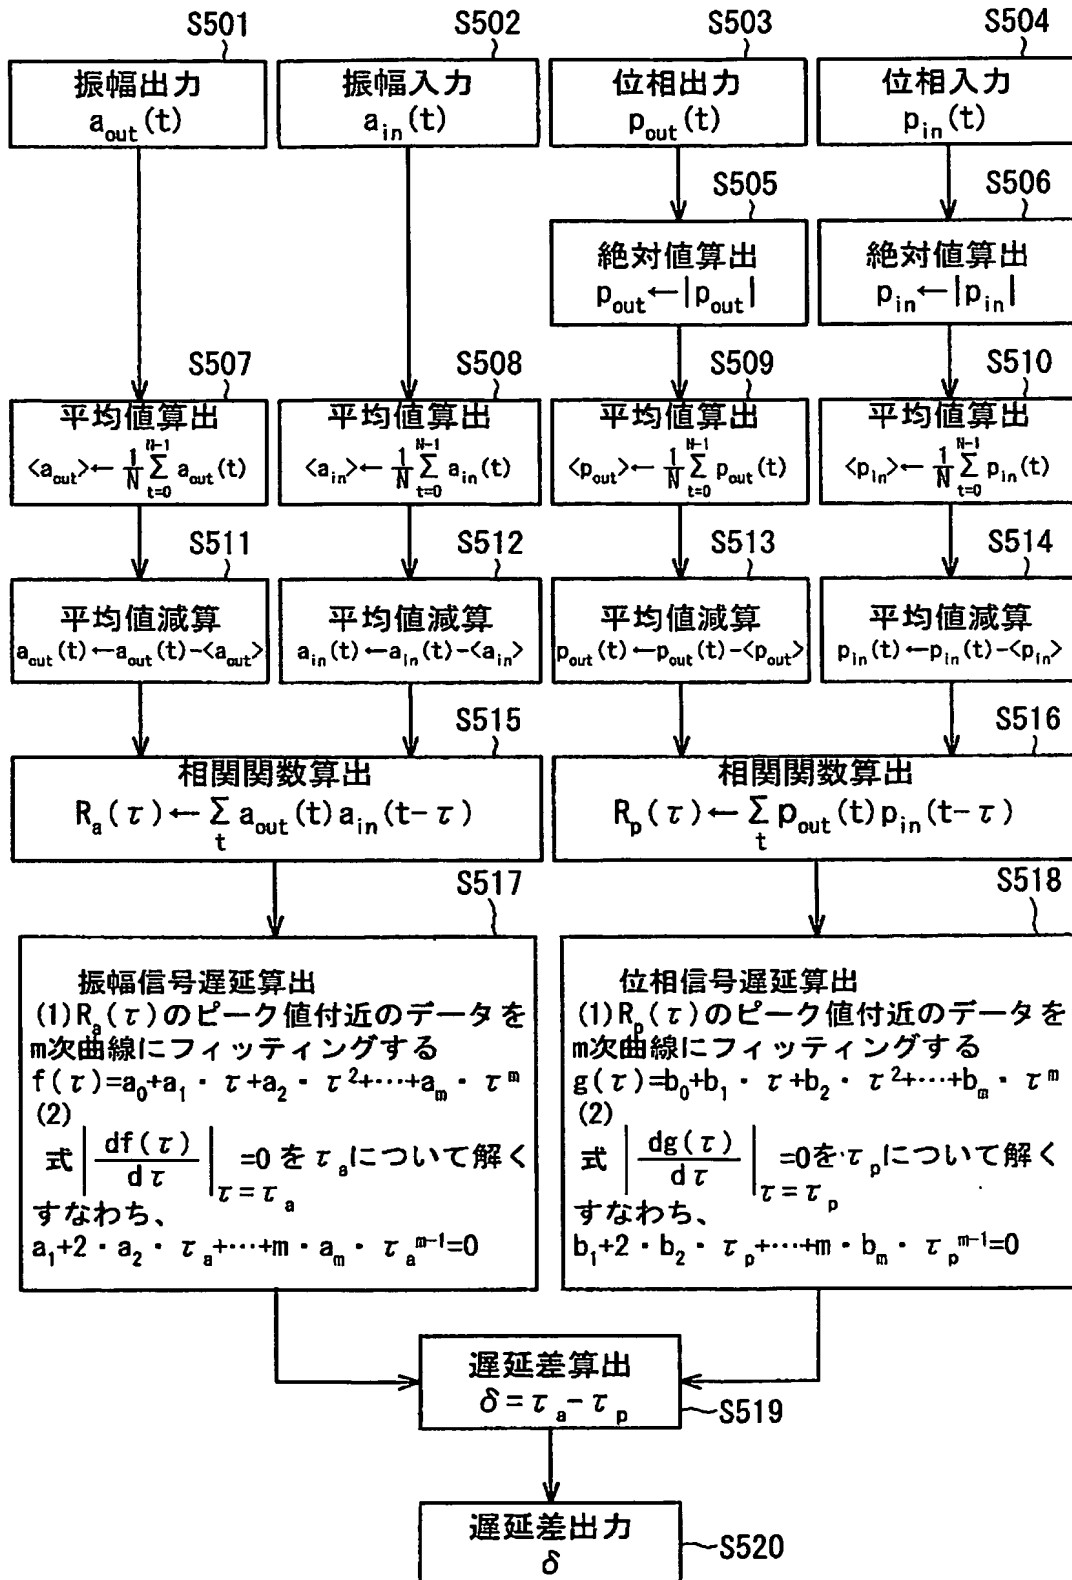 S501
振幅出力
a_out(t)
S502
振幅入力
a_in(t)
S503
位相出力
p_out(t)
S504
位相入力
p_in(t)
S505
絶対値算出
p_out←|p_out|
S506
絶対値算出
p_in←|p_in|
S507
平均値算出
<a_out>← 1/N Σ_{t=0}^{N-1} a_out(t)
S508
平均値算出
<a_in>← 1/N Σ_{t=0}^{N-1} a_in(t)
S509
平均値算出
<p_out>← 1/N Σ_{t=0}^{N-1} p_out(t)
S510
平均値算出
<p_in>← 1/N Σ_{t=0}^{N-1} p_in(t)
S511
平均値減算
a_out(t)←a_out(t)-<a_out>
S512
平均値減算
a_in(t)←a_in(t)-<a_in>
S513
平均値減算
p_out(t)←p_out(t)-<p_out>
S514
平均値減算
p_in(t)←p_in(t)-<p_in>
S515
相関関数算出
R_a(τ)←Σ_t a_out(t)a_in(t-τ)
S516
相関関数算出
R_p(τ)←Σ_t p_out(t)p_in(t-τ)
S517
振幅信号遅延算出
(1)R_a(τ)のピーク値付近のデータを
m次曲線にフィッティングする
f(τ)=a_0+a_1・τ+a_2・τ^2+…+a_m・τ^m
(2)
式|df(τ)/dτ|_{τ=τ_a}=0をτ_aについて解く
すなわち、
a_1+2・a_2・τ_a+…+m・a_m・τ_a^{m-1}=0
S518
位相信号遅延算出
(1)R_p(τ)のピーク値付近のデータを
m次曲線にフィッティングする
g(τ)=b_0+b_1・τ+b_2・τ^2+…+b_m・τ^m
(2)
式|dg(τ)/dτ|_{τ=τ_p}=0をτ_pについて解く
すなわち、
b_1+2・b_2・τ_p+…+m・b_m・τ_p^{m-1}=0
遅延差算出
δ=τ_a-τ_p
S519
遅延差出力
δ
S520